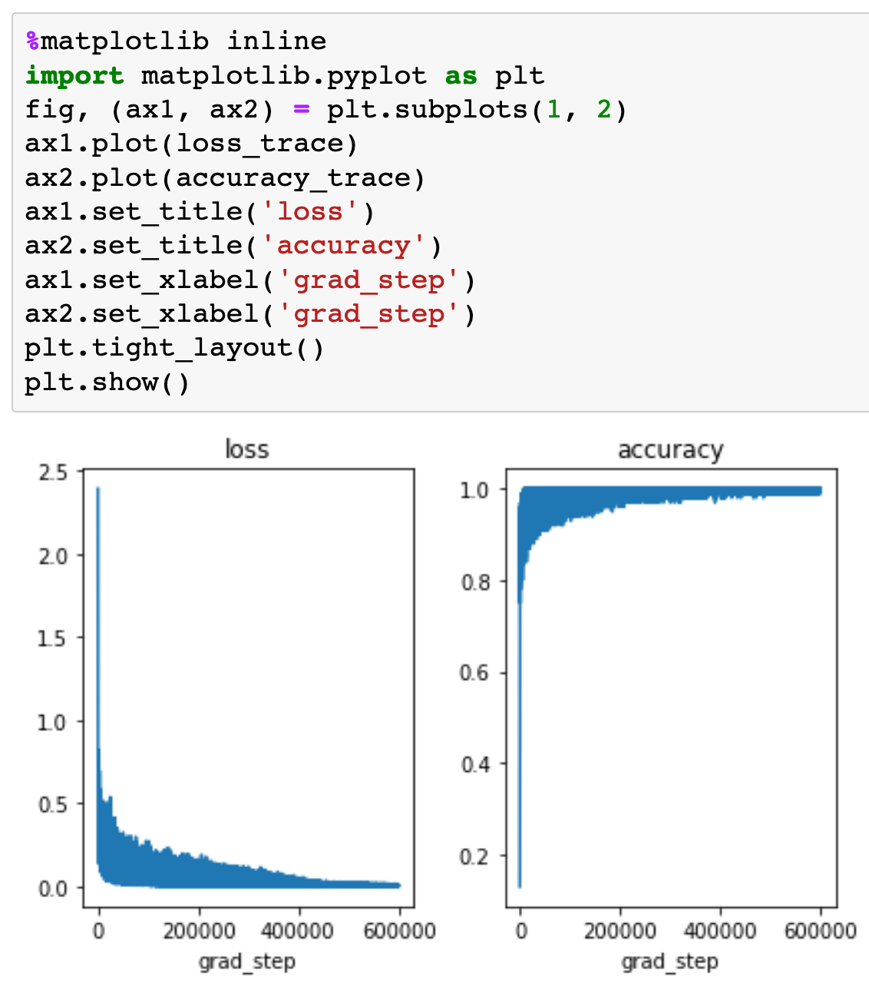 %matplotlib inline
import matplotlib.pyplot as plt
fig, (ax1, ax2) = plt.subplots(1, 2)
ax1.plot(loss_trace)
ax2.plot(accuracy_trace)
ax1.set_title('loss')
ax2.set_title('accuracy')
ax1.set_xlabel('grad_step')
ax2.set_xlabel('grad_step')
plt.tight_layout()
plt.show()
loss
2.5
2.0
1.5
1.0
0.5
0.0
0 200000 400000 600000
grad_step
accuracy
1.0
0.8
0.6
0.4
0.2
0 200000 400000 600000
grad_step